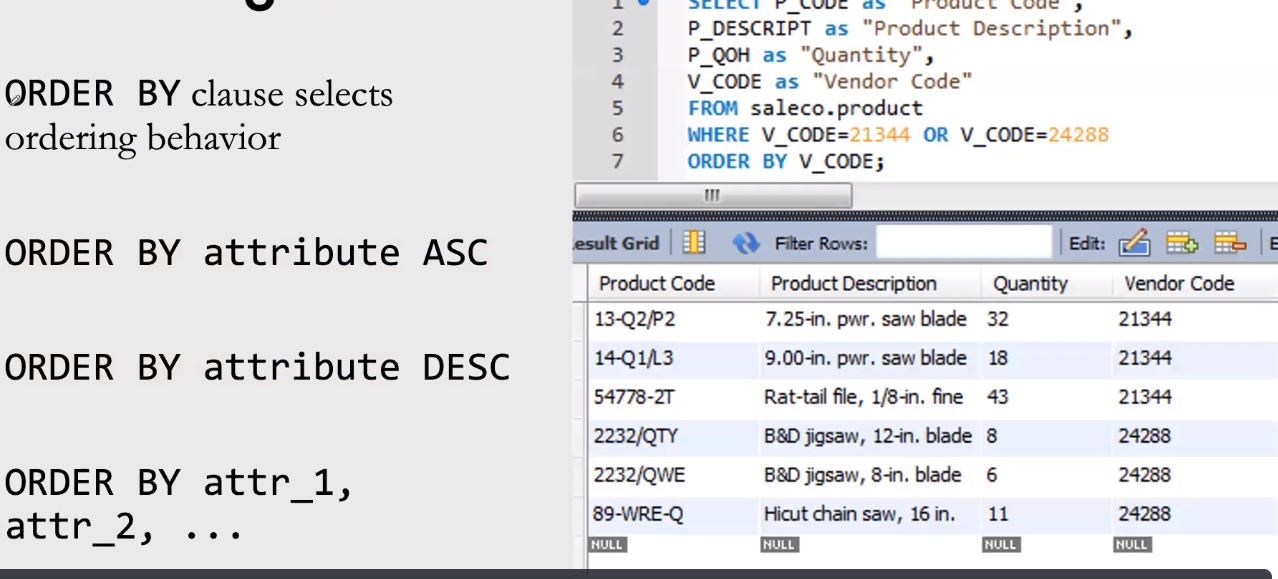 ORDER BY clause selects
ordering behavior
ORDER BY attribute ASC
ORDER BY attribute DESC
ORDER BY attr_1,
attr_2, ...
1 SELECT P_CODE as "Product Code",
2 P_DESCRIPT as "Product Description",
3 P_QOH as "Quantity",
4 V_CODE as "Vendor Code"
5 FROM saleco.product
6 WHERE V_CODE=21344 OR V_CODE=24288
7 ORDER BY V_CODE;
esult Grid Filter Rows: Edit: E
Product Code Product Description Quantity Vendor Code
13-Q2/P2 7.25-in. pwr. saw blade 32 21344
14-Q1/L3 9.00-in. pwr. saw blade 18 21344
54778-2T Rat-tail file, 1/8-in. fine 43 21344
2232/QTY B&D jigsaw, 12-in. blade 8 24288
2232/QWE B&D jigsaw, 8-in. blade 6 24288
89-WRE-Q Hicut chain saw, 16 in. 11 24288
NULL NULL NULL NULL